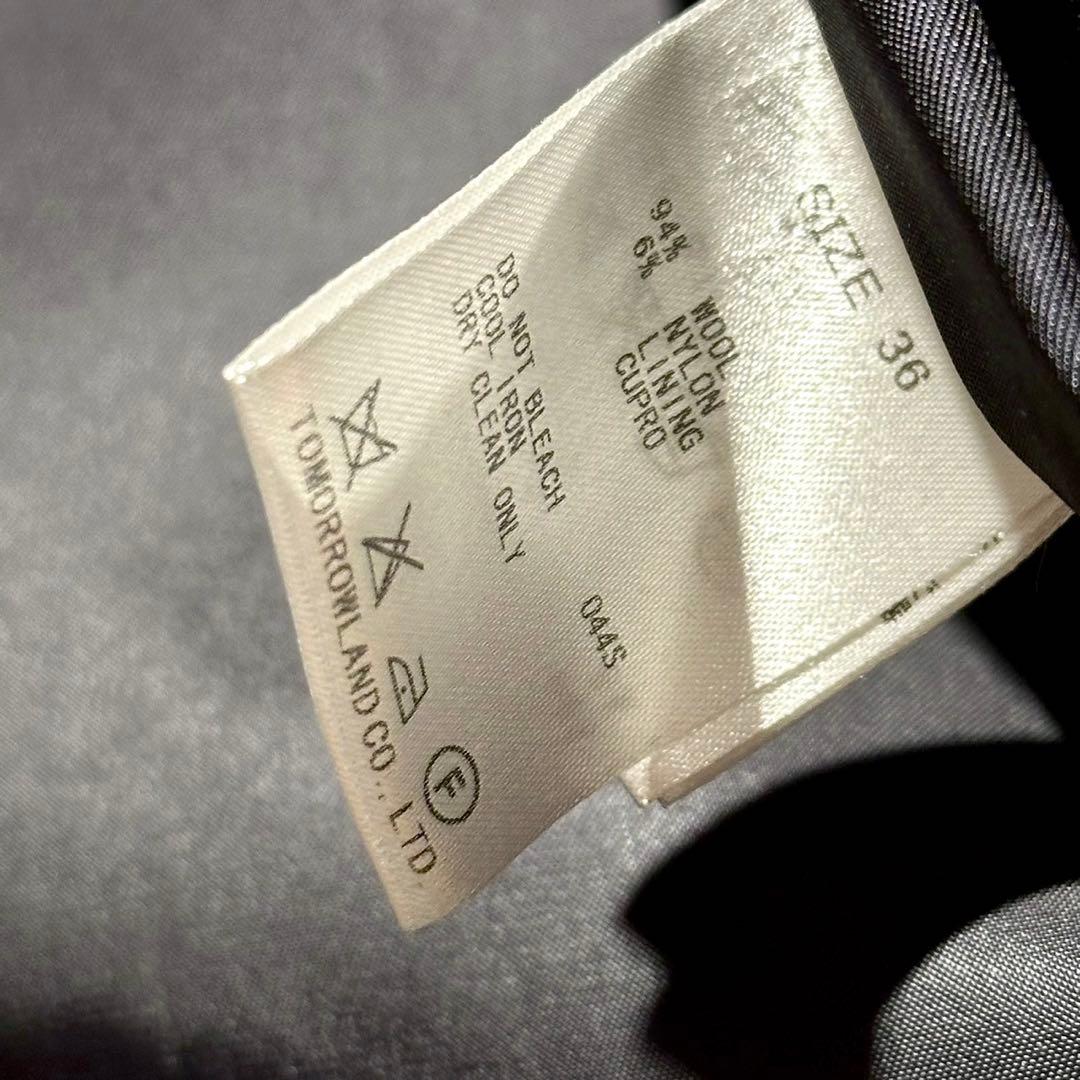 SIZE 36
94% WOOL
6% NYLON
LINING
CUPRO
044S
DO NOT BLEACH
COOL IRON
DRY CLEAN ONLY
F
TOMORROWLAND CO., LTD.